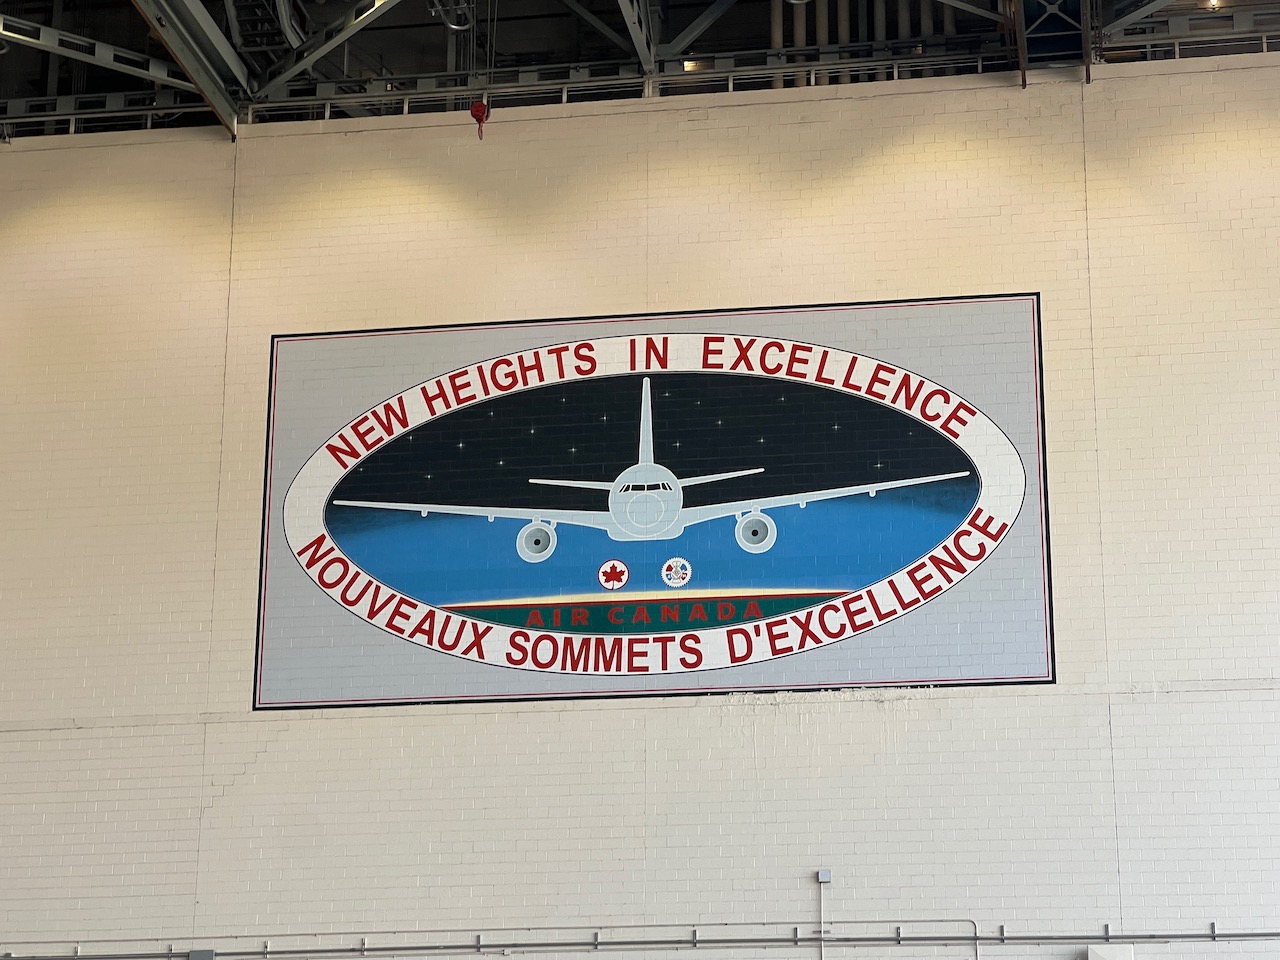 NEW HEIGHTS IN EXCELLENCE
AIR CANADA
NOUVEAUX SOMMETS D'EXCELLENCE